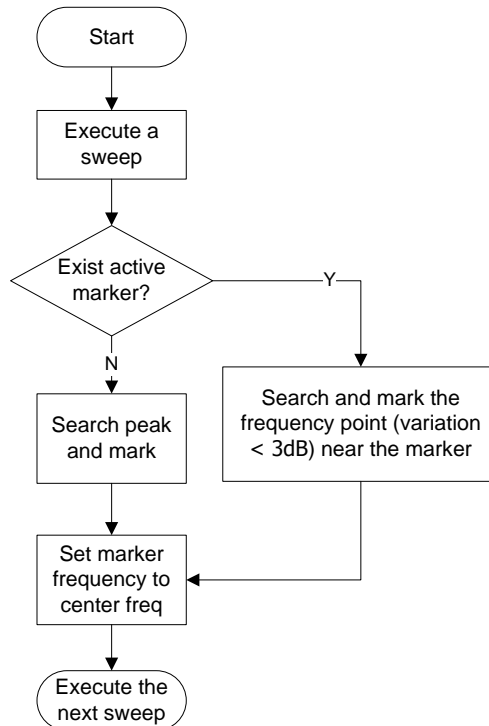 Start
Execute a
sweep
Exist active
marker?
Y
N
Search peak
and mark
Search and mark the
frequency point (variation
< 3dB) near the marker
Set marker
frequency to
center freq
Execute the
next sweep